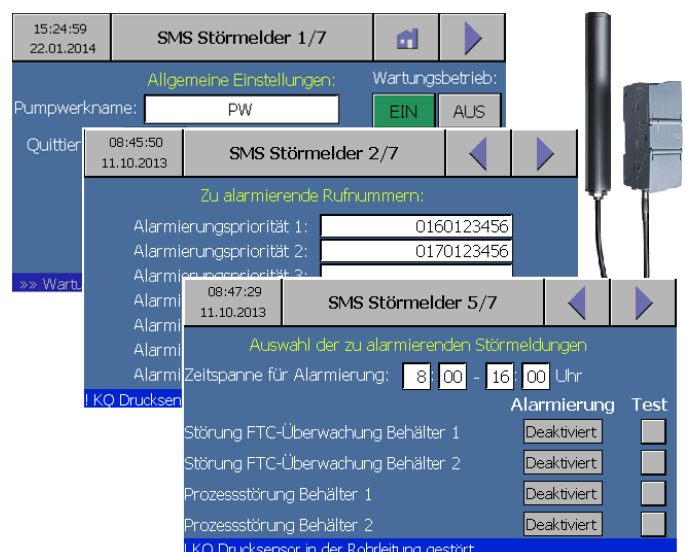 15:24:59
22.01.2014
SMS Störmelder 1/7
Allgemeine Einstellungen:
Wartungsbetrieb:
Pumpwerkname:
PW
EIN
AUS
Quittier
>> Wartu
08:45:50
11.10.2013
SMS Störmelder 2/7
Zu alarmierende Rufnummern:
Alarmierungspriorität 1:
0160123456
Alarmierungspriorität 2:
0170123456
Alarmierungspriorität 3:
Alarmi
Alarmi
Alarmi
Alarmi
! KQ Drucksen
08:47:29
11.10.2013
SMS Störmelder 5/7
Auswahl der zu alarmierenden Störmeldungen
Zeitspanne für Alarmierung: 8 : 00 - 16 : 00 Uhr
Alarmierung Test
Störung FTC-Überwachung Behälter 1 Deaktiviert
Störung FTC-Überwachung Behälter 2 Deaktiviert
Prozessstörung Behälter 1 Deaktiviert
Prozessstörung Behälter 2 Deaktiviert
! KQ Drucksensor in der Rohrleitung gestört